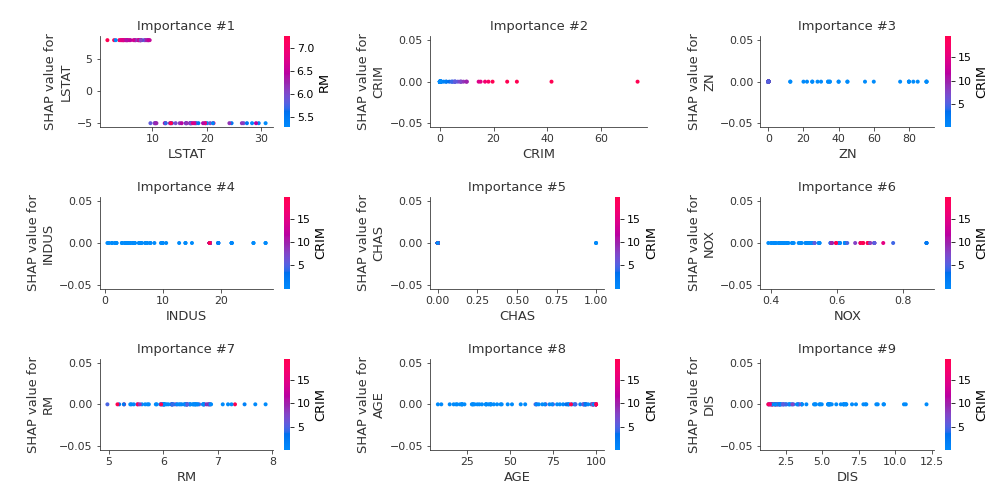 Importance #1
SHAP value for
LSTAT
5
0
−5
10
20
30
LSTAT
7.0
6.5
6.0
5.5
RM
Importance #2
SHAP value for
CRIM
0.05
0.00
−0.05
0
20
40
60
CRIM
15
10
5
CRIM
Importance #3
SHAP value for
ZN
0.05
0.00
−0.05
0
20
40
60
80
ZN
15
10
5
CRIM
Importance #4
SHAP value for
INDUS
0.05
0.00
−0.05
0
20
INDUS
15
10
5
CRIM
Importance #5
SHAP value for
CHAS
0.05
0.00
−0.05
0.00
0.25
0.50
0.75
1.00
CHAS
15
10
5
CRIM
Importance #6
SHAP value for
NOX
0.05
0.00
−0.05
0.4
0.6
0.8
NOX
15
10
5
CRIM
Importance #7
SHAP value for
RM
0.05
0.00
−0.05
5
6
7
8
RM
15
10
5
CRIM
Importance #8
SHAP value for
AGE
0.05
0.00
−0.05
25
50
75
100
AGE
15
10
5
CRIM
Importance #9
SHAP value for
DIS
0.05
0.00
−0.05
2.5
5.0
7.5
10.0
12.5
DIS
15
10
5
CRIM